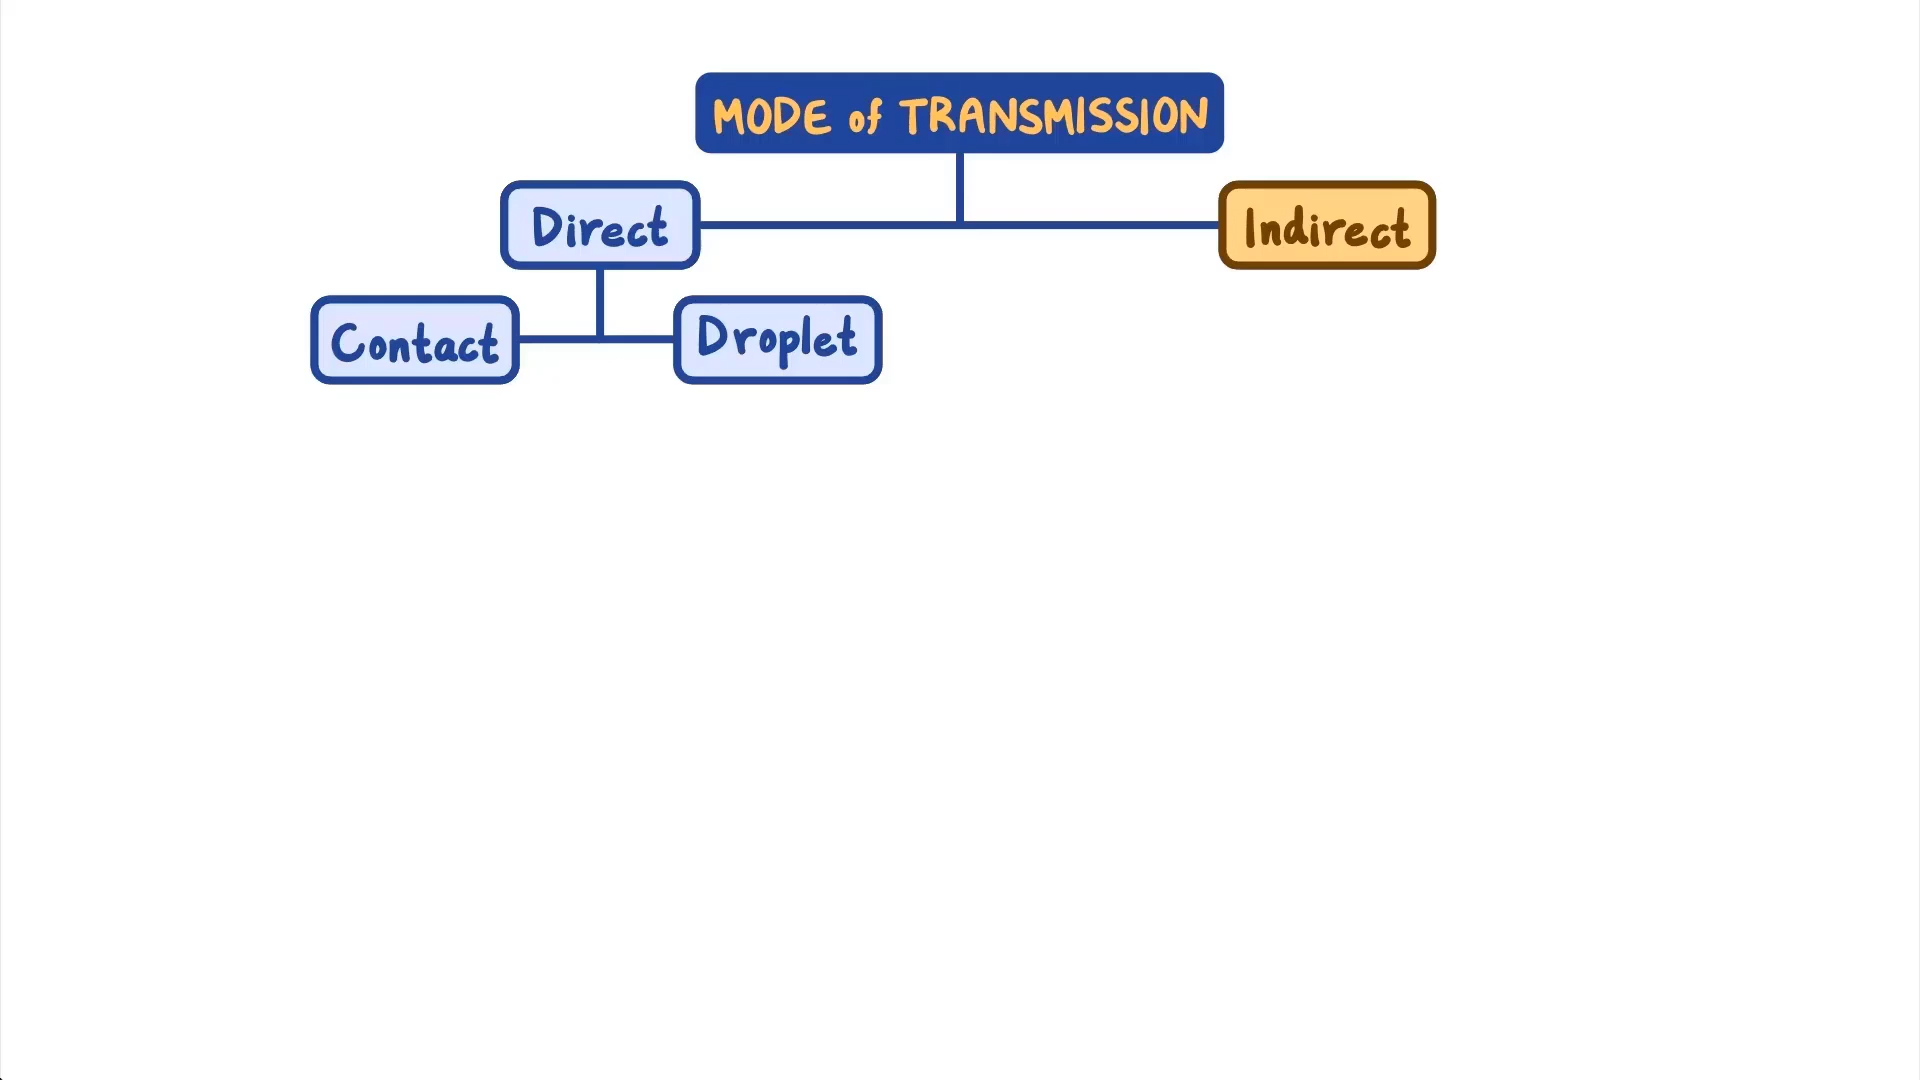 MODE of TRANSMISSION
Direct
Indirect
Contact
Droplet